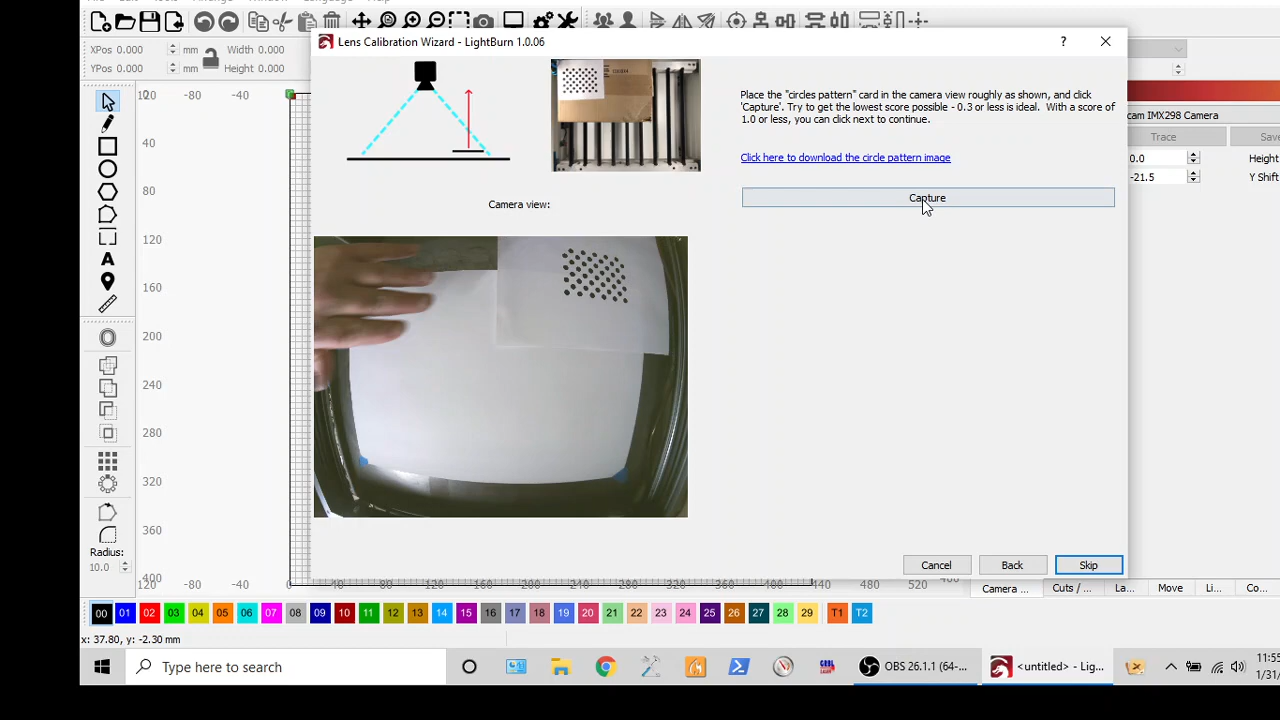 Lens Calibration Wizard - LightBurn 1.0.06
?
XPos 0.000
mm
Width 0.000
YPos 0.000
mm
Height 0.000
Place the "circles pattern" card in the camera view roughly as shown, and click
'Capture'. Try to get the lowest score possible - 0.3 or less is ideal. With a score of
1.0 or less, you can click next to continue.
Click here to download the circle pattern image
Capture
Camera view:
cam IMX298 Camera
Trace
Save
0.0
Height
-21.5
Y Shift
120 -80 -40 0
40
80
120
160
200
240
280
320
360
400
A
Radius:
10.0
Cancel
Back
Skip
Camera ...
Cuts / ...
La...
Move
Li...
Co...
00 01 02 03 04 05 06 07 08 09 10 11 12 13 14 15 16 17 18 19 20 21 22 23 24 25 26 27 28 29 T1 T2
x: 37.80, y: -2.30 mm
Type here to search
OBS 26.1.1 (64-...
<untitled> - Lig...
11:55
1/31/